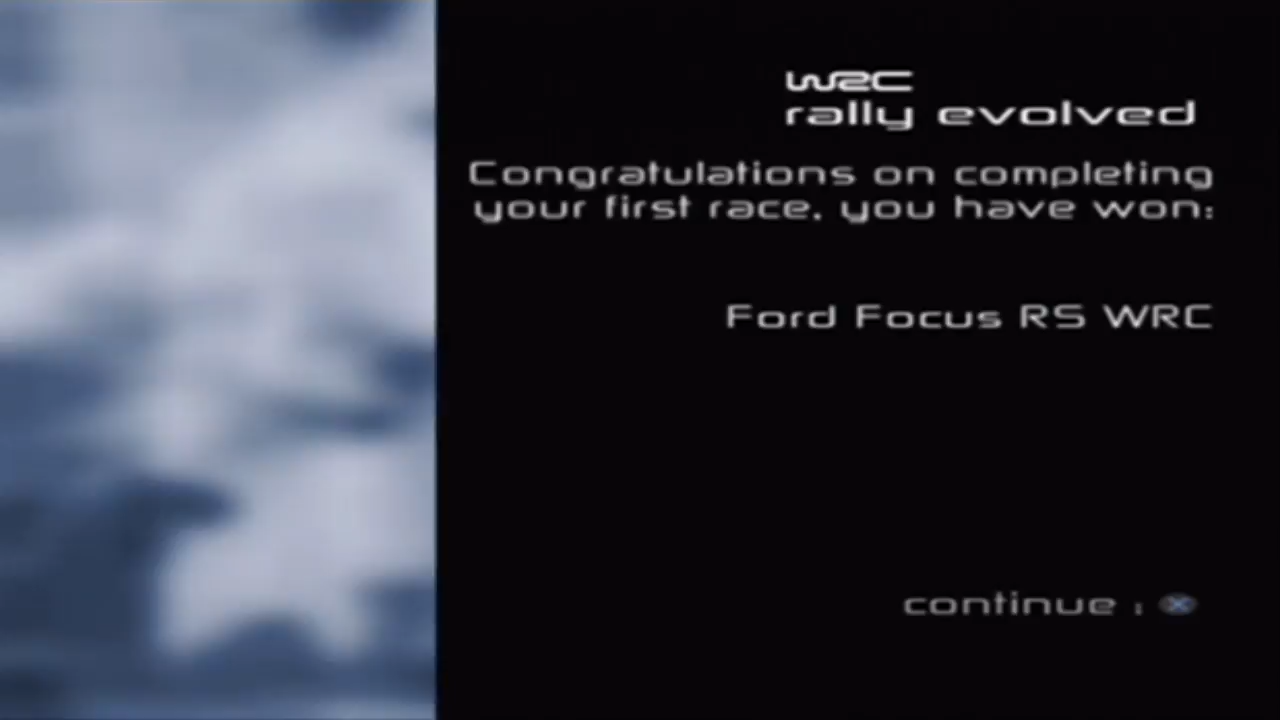 WRC
rally evolved
Congratulations on completing
your first race, you have won:
Ford Focus RS WRC
continue :